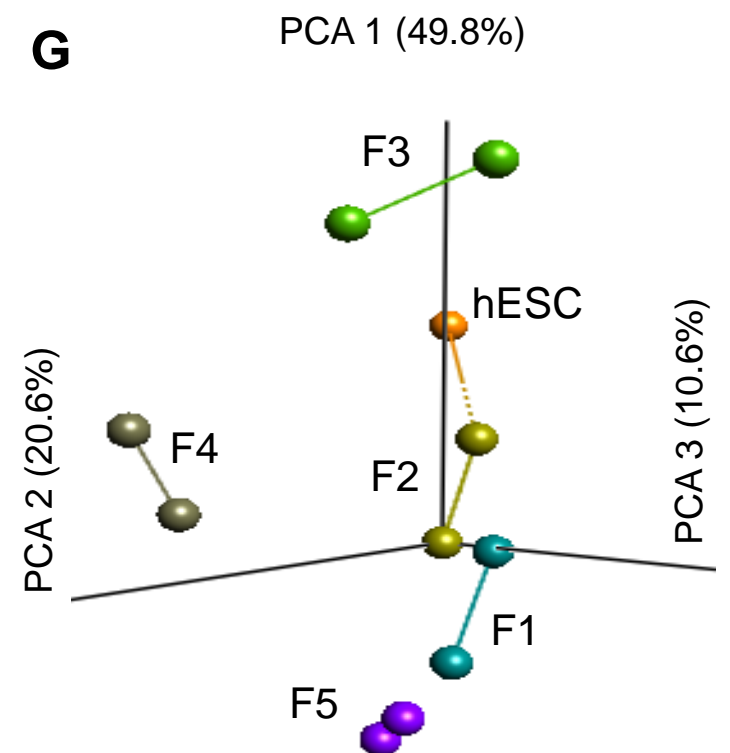 G
PCA 1 (49.8%)
F3
hESC
PCA 3 (10.6%)
PCA 2 (20.6%)
F4
F2
F1
F5